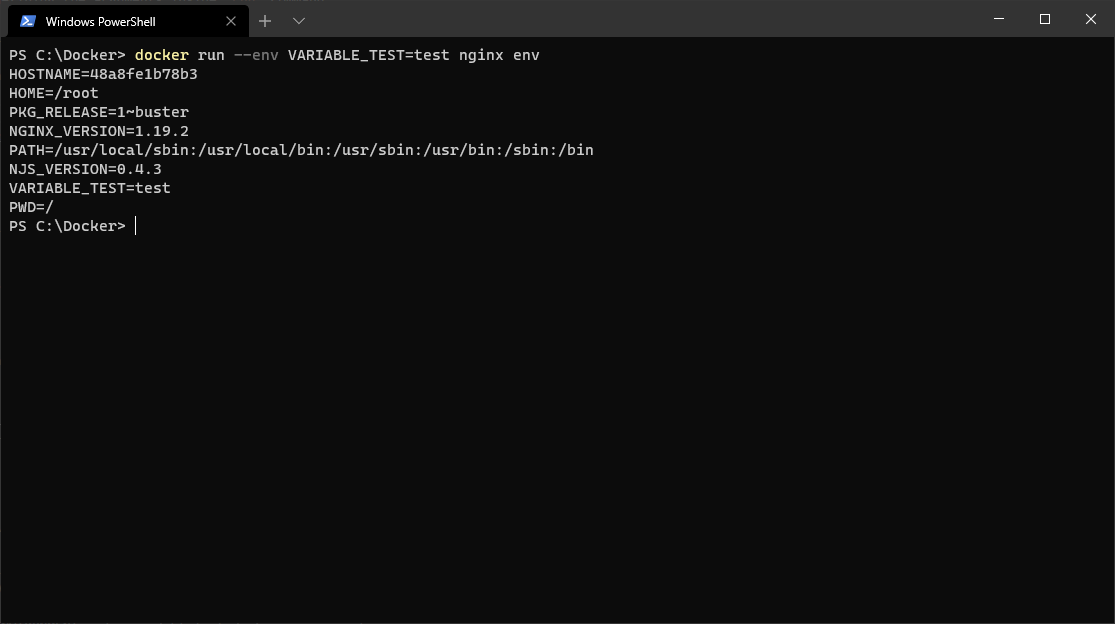 Windows PowerShell
PS C:\Docker> docker run --env VARIABLE_TEST=test nginx env
HOSTNAME=48a8fe1b78b3
HOME=/root
PKG_RELEASE=1~buster
NGINX_VERSION=1.19.2
PATH=/usr/local/sbin:/usr/local/bin:/usr/sbin:/usr/bin:/sbin:/bin
NJS_VERSION=0.4.3
VARIABLE_TEST=test
PWD=/
PS C:\Docker>